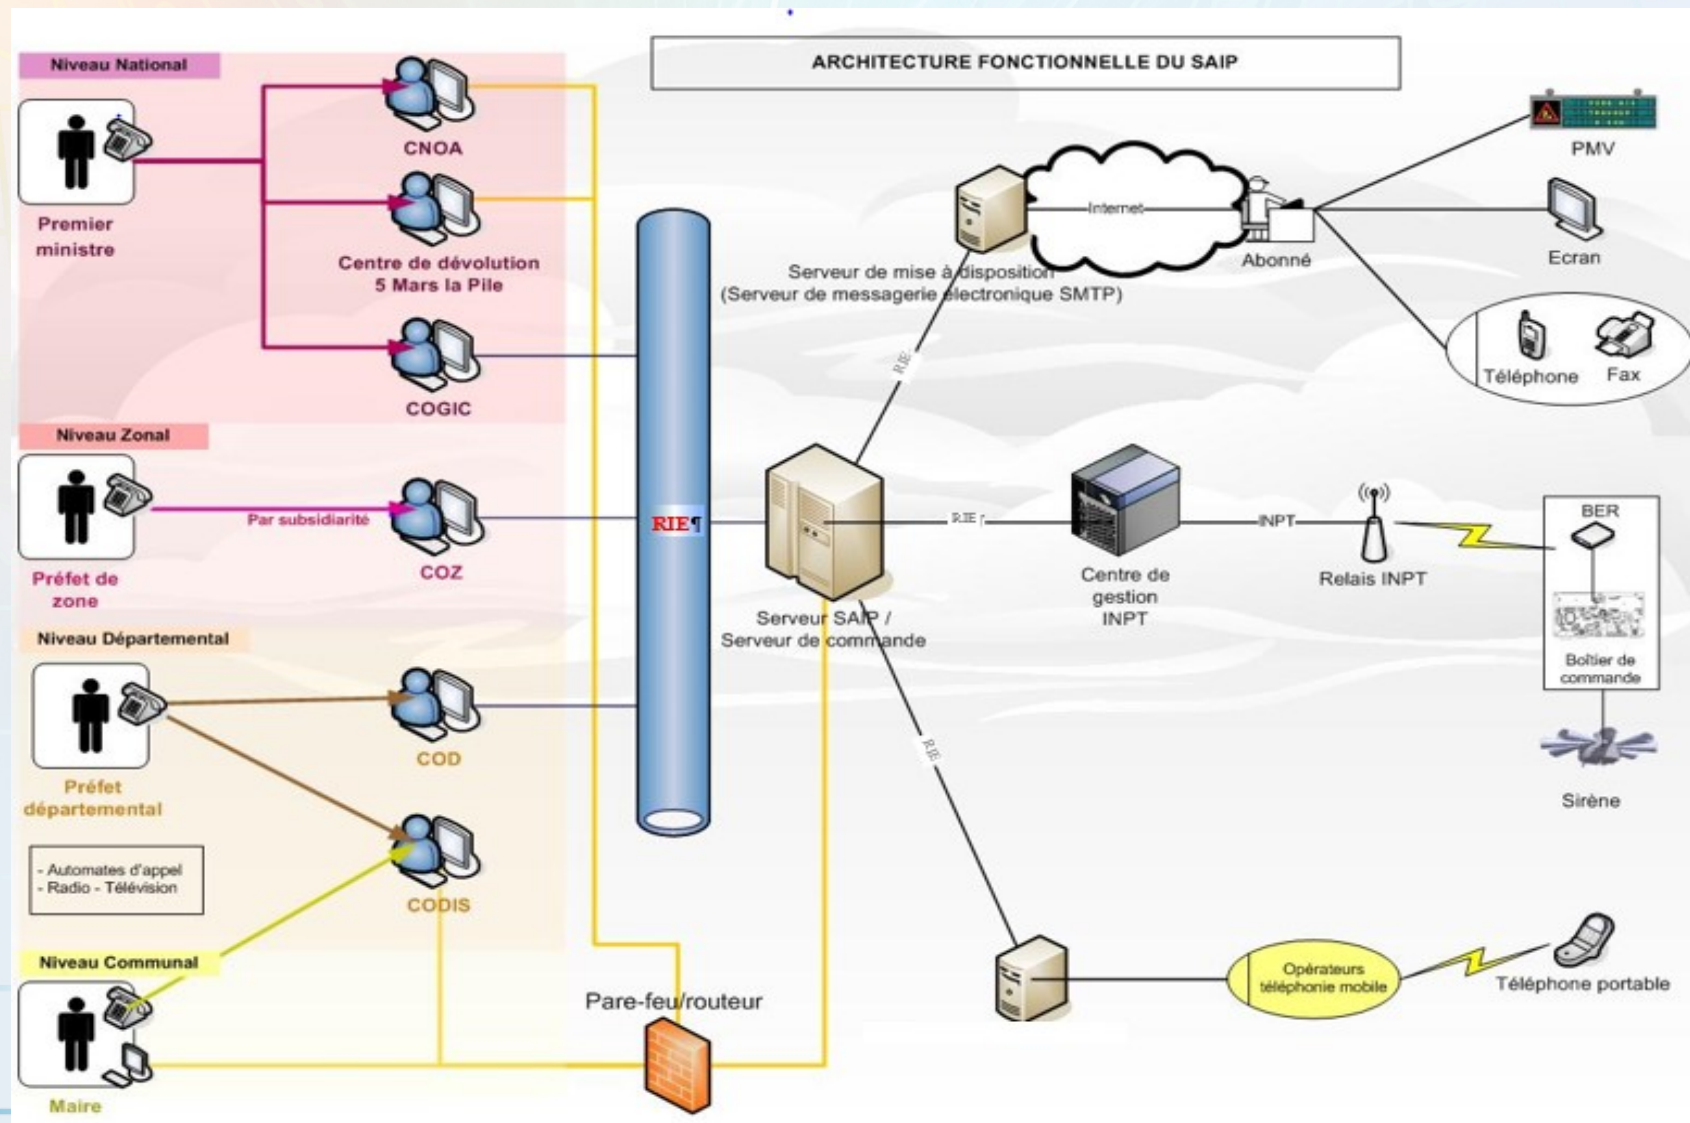 ARCHITECTURE FONCTIONNELLE DU SAIP
Niveau National
Premier
ministre
CNOA
Centre de dévolution
5 Mars la Pile
COGIC
Niveau Zonal
Préfet de
zone
Par subsidiarité
COZ
Niveau Départemental
Préfet
départemental
COD
- Automates d'appel
- Radio - Télévision
CODIS
Niveau Communal
Maire
Pare-feu/routeur
RIE¶
Serveur de mise à disposition
(Serveur de messagerie électronique SMTP)
Internet
Abonné
PMV
Ecran
Téléphone
Fax
RIE
Serveur SAIP /
Serveur de commande
RIE
Centre de
gestion
INPT
INPT
Relais INPT
BER
Boîtier de
commande
Sirène
RIE
Opérateurs
téléphonie mobile
Téléphone portable